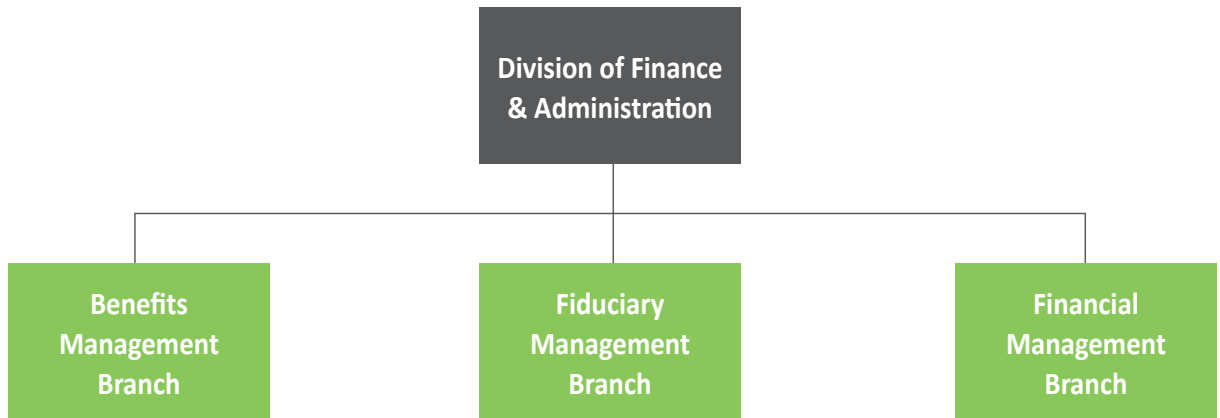 Division of Finance
& Administration
Benefits
Management
Branch
Fiduciary
Management
Branch
Financial
Management
Branch